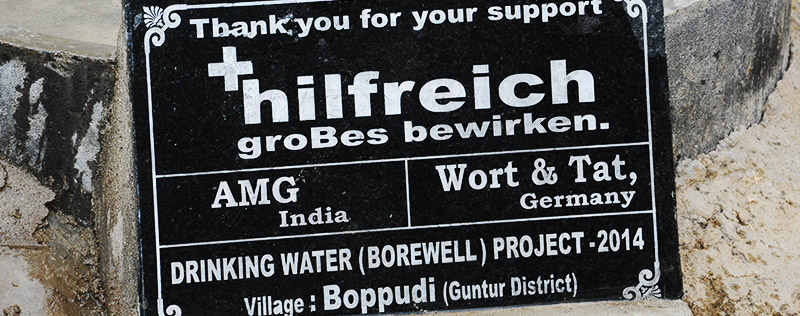 Thank you for your support
hilfreich
groBes bewirken.
AMG
India
Wort & Tat,
Germany
DRINKING WATER (BOREWELL) PROJECT -2014
Village : Boppudi (Guntur District)